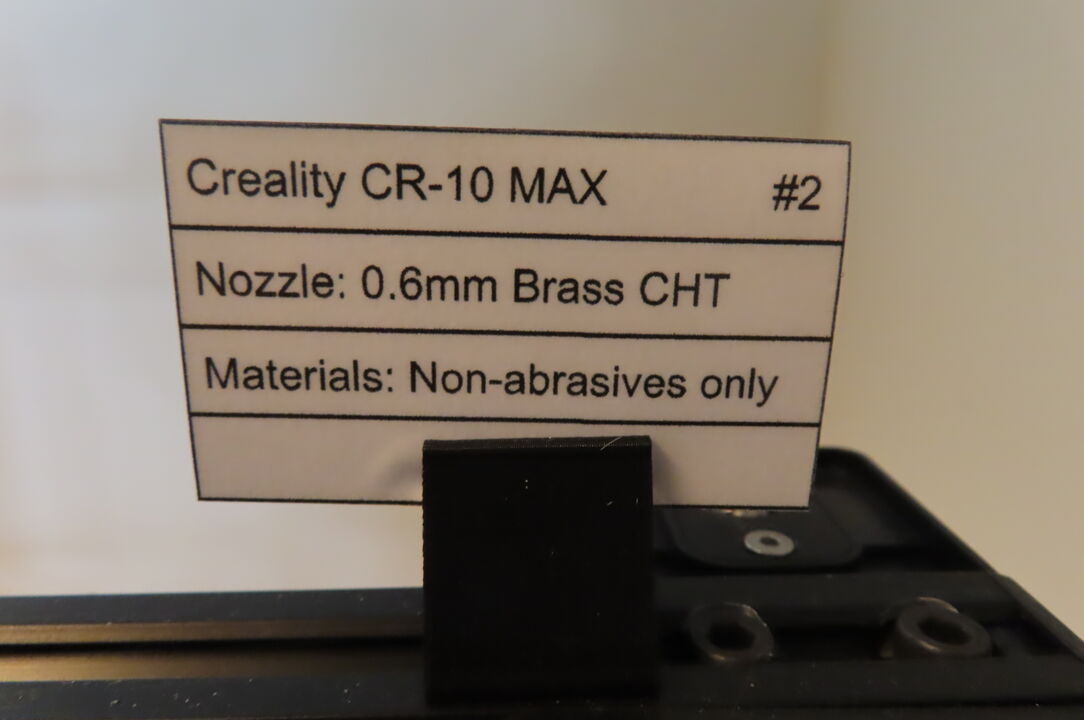 Creality CR-10 MAX #2
Nozzle: 0.6mm Brass CHT
Materials: Non-abrasives only